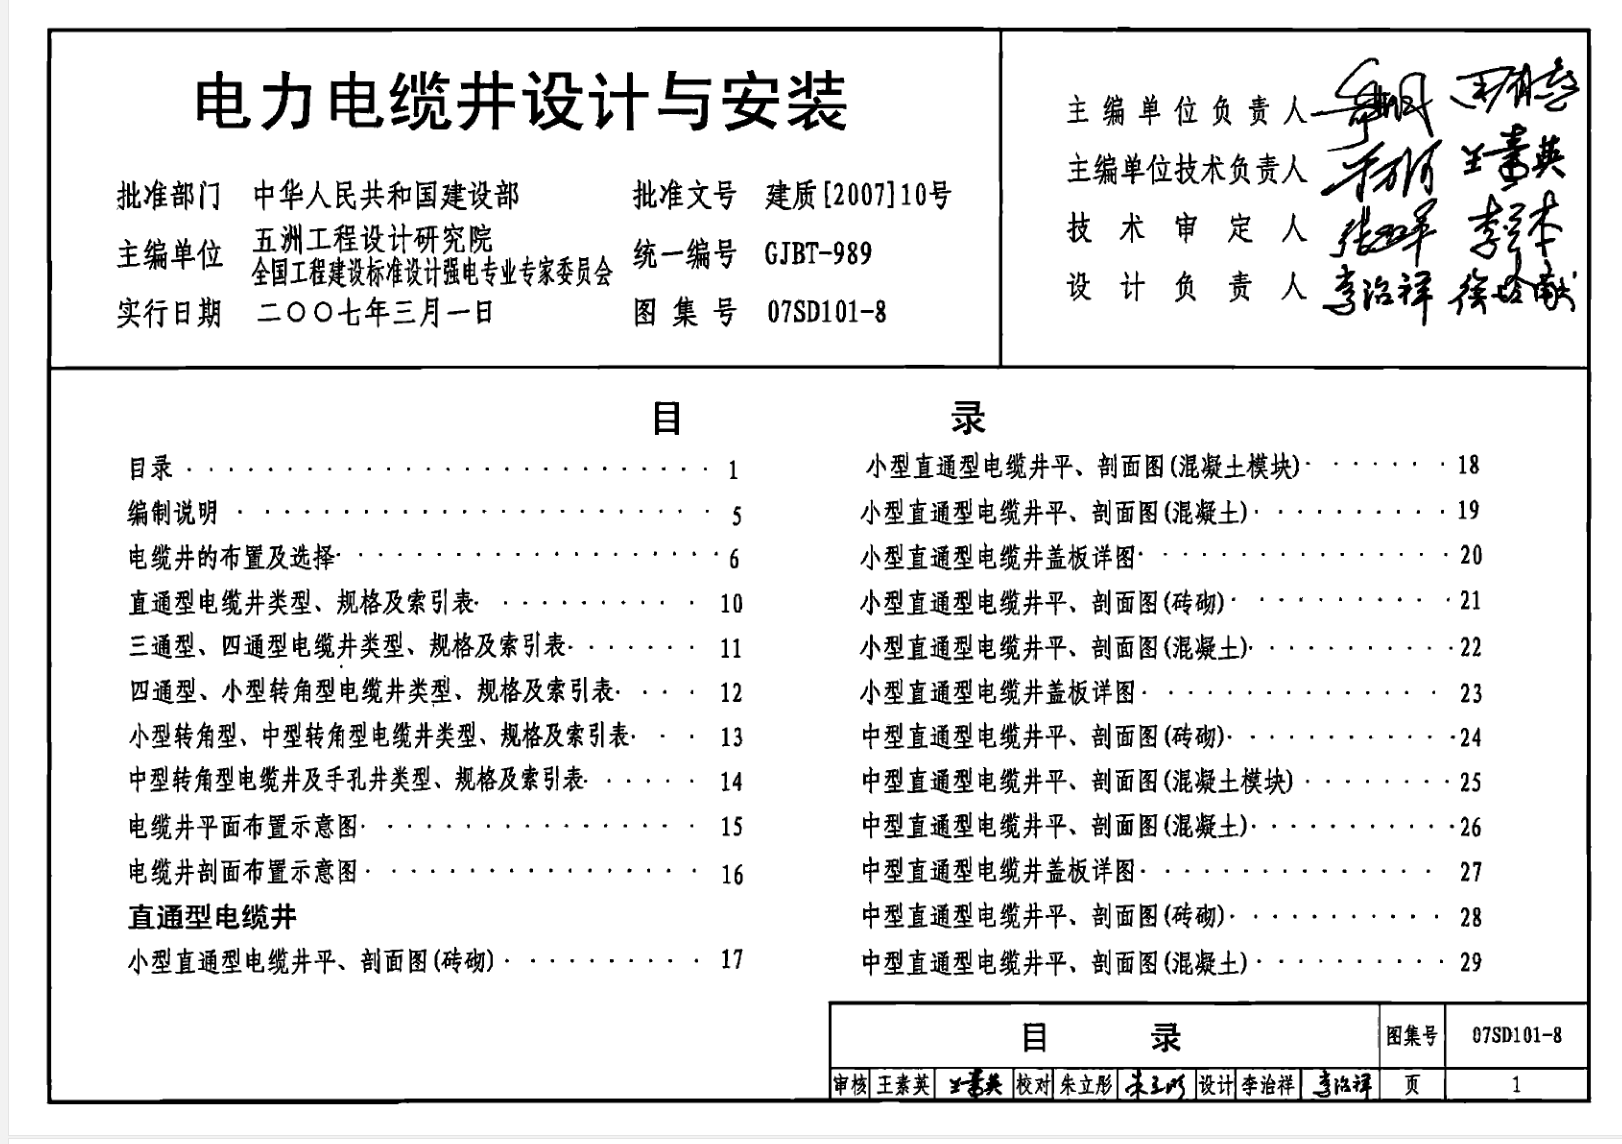 电力电缆井设计与安装
批准部门 中华人民共和国建设部 批准文号 建质[2007]10号
主编单位 五洲工程设计研究院
全国工程建设标准设计强电专业专家委员会 统一编号 GJBT-989
实行日期 二〇〇七年三月一日 图集号 07SD101-8
主编单位负责人
主编单位技术负责人 王素英
技术审定人
设计负责人 李治祥
目 录
目录 1
编制说明 5
电缆井的布置及选择 6
直通型电缆井类型、规格及索引表 10
三通型、四通型电缆井类型、规格及索引表 11
四通型、小型转角型电缆井类型、规格及索引表 12
小型转角型、中型转角型电缆井类型、规格及索引表 13
中型转角型电缆井及手孔井类型、规格及索引表 14
电缆井平面布置示意图 15
电缆井剖面布置示意图 16
直通型电缆井
小型直通型电缆井平、剖面图(砖砌) 17
小型直通型电缆井平、剖面图(混凝土模块) 18
小型直通型电缆井平、剖面图(混凝土) 19
小型直通型电缆井盖板详图 20
小型直通型电缆井平、剖面图(砖砌) 21
小型直通型电缆井平、剖面图(混凝土) 22
小型直通型电缆井盖板详图 23
中型直通型电缆井平、剖面图(砖砌) 24
中型直通型电缆井平、剖面图(混凝土模块) 25
中型直通型电缆井平、剖面图(混凝土) 26
中型直通型电缆井盖板详图 27
中型直通型电缆井平、剖面图(砖砌) 28
中型直通型电缆井平、剖面图(混凝土) 29
目 录 图集号 07SD101-8
审核 王素英 王素英 校对 朱立彤 朱立彤 设计 李治祥 李治祥 页 1